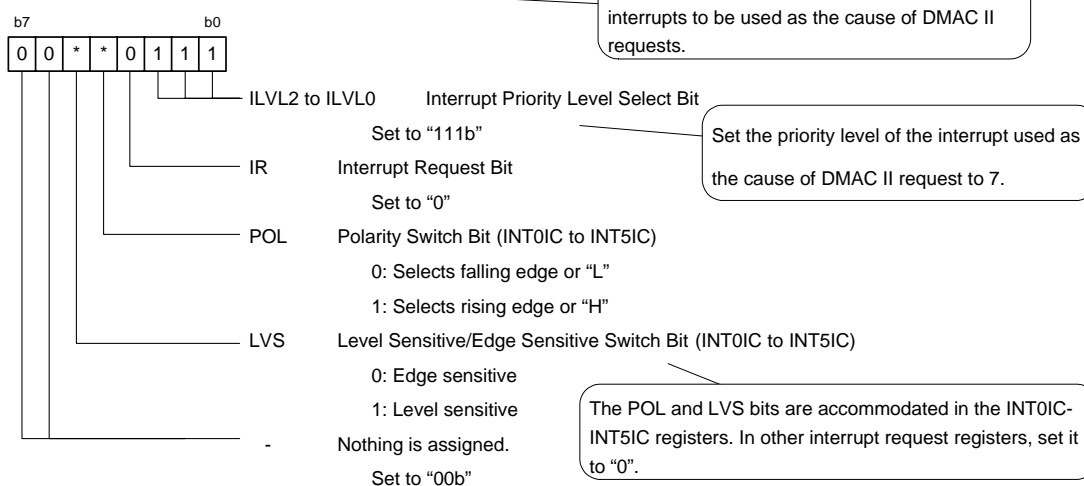 interrupts to be used as the cause of DMAC II
requests.
b7 b0
0 0 * * 0 1 1 1
ILVL2 to ILVL0 Interrupt Priority Level Select Bit
Set to “111b”
Set the priority level of the interrupt used as
the cause of DMAC II request to 7.
IR Interrupt Request Bit
Set to “0”
POL Polarity Switch Bit (INT0IC to INT5IC)
0: Selects falling edge or “L”
1: Selects rising edge or “H”
LVS Level Sensitive/Edge Sensitive Switch Bit (INT0IC to INT5IC)
0: Edge sensitive
1: Level sensitive
The POL and LVS bits are accommodated in the INT0IC-
INT5IC registers. In other interrupt request registers, set it
to “0”.
- Nothing is assigned.
Set to “00b”